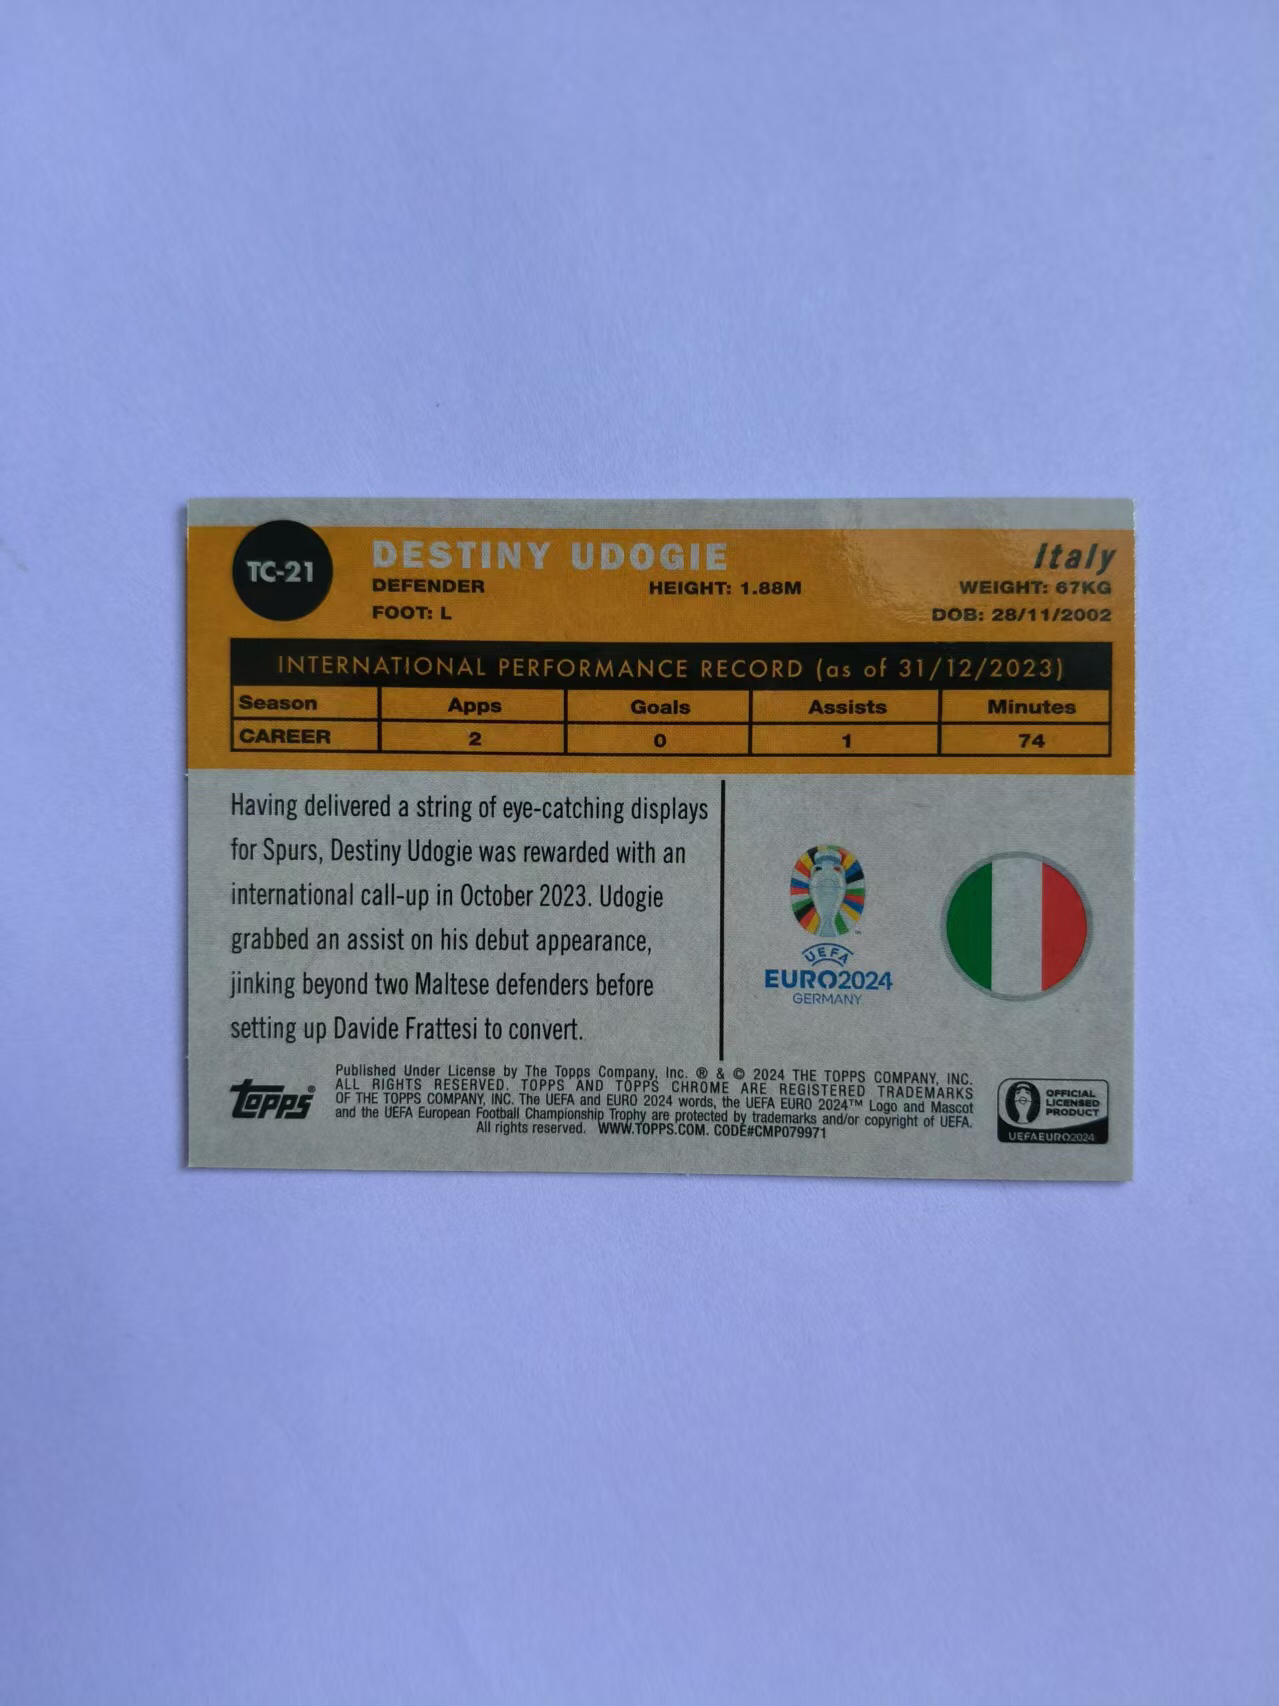 TC-21
DESTINY UDOGIE
Italy
DEFENDER
HEIGHT: 1.88M
WEIGHT: 67KG
FOOT: L
DOB: 28/11/2002
INTERNATIONAL PERFORMANCE RECORD (as of 31/12/2023)
Season Apps Goals Assists Minutes
CAREER 2 0 1 74
Having delivered a string of eye-catching displays
for Spurs, Destiny Udogie was rewarded with an
international call-up in October 2023. Udogie
grabbed an assist on his debut appearance,
jinking beyond two Maltese defenders before
setting up Davide Frattesi to convert.
UEFA
EURO2024
GERMANY
topps®
Published Under License by The Topps Company, Inc. ® & © 2024 THE TOPPS COMPANY, INC.
ALL RIGHTS RESERVED. TOPPS AND TOPPS CHROME ARE REGISTERED TRADEMARKS
OF THE TOPPS COMPANY, INC. The UEFA and EURO 2024 words, the UEFA EURO 2024™ Logo and Mascot
and the UEFA European Football Championship Trophy are protected by trademarks and/or copyright of UEFA.
All rights reserved. WWW.TOPPS.COM. CODE#CMP079971
OFFICIAL
LICENSED
PRODUCT
UEFAEURO2024